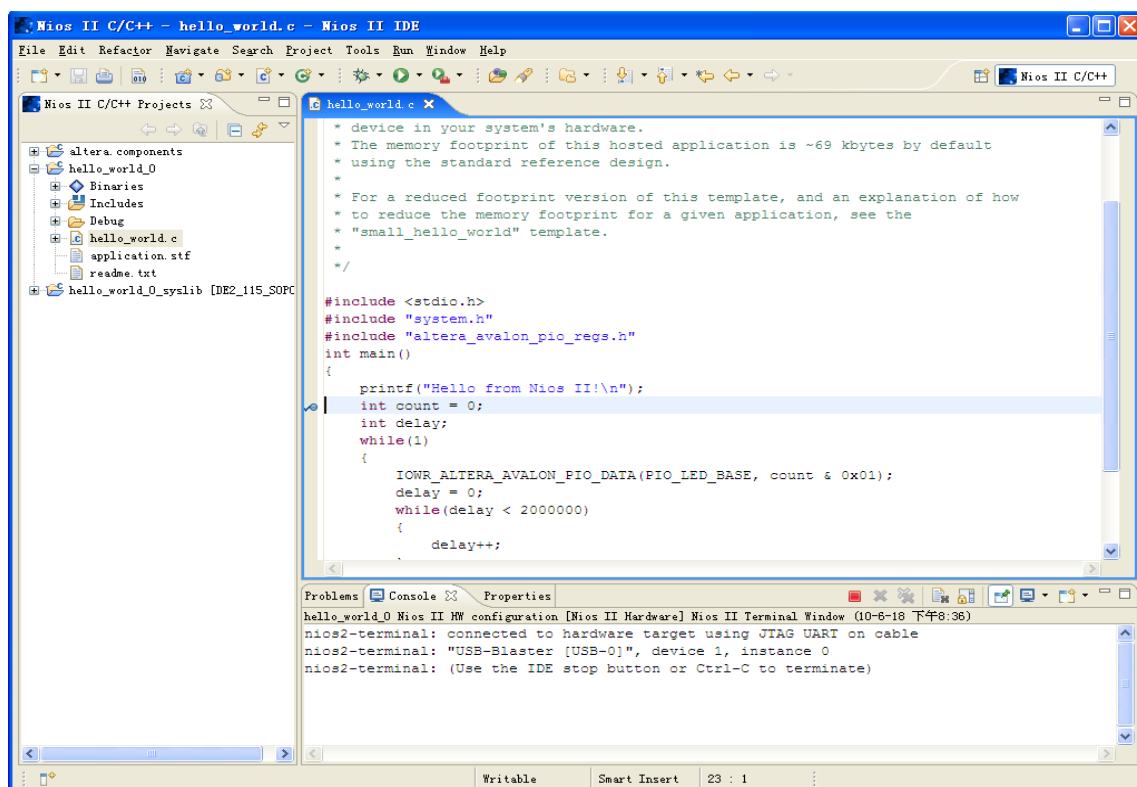 Nios II C/C++ - hello_world.c - Nios II IDE
File Edit Refactor Navigate Search Project Tools Run Window Help
Nios II C/C++
Nios II C/C++ Projects
altera.components
hello_world_0
Binaries
Includes
Debug
hello_world.c
application.stf
readme.txt
hello_world_0_syslib [DE2_115_SOPC
hello_world.c
* device in your system's hardware.
* The memory footprint of this hosted application is ~69 kbytes by default
* using the standard reference design.
*
* For a reduced footprint version of this template, and an explanation of how
* to reduce the memory footprint for a given application, see the
* "small_hello_world" template.
*
*/
#include <stdio.h>
#include "system.h"
#include "altera_avalon_pio_regs.h"
int main()
{
printf("Hello from Nios II!\n");
int count = 0;
int delay;
while(1)
{
IOWR_ALTERA_AVALON_PIO_DATA(PIO_LED_BASE, count & 0x01);
delay = 0;
while(delay < 2000000)
{
delay++;
Problems Console Properties
hello_world_0 Nios II HW configuration [Nios II Hardware] Nios II Terminal Window (10-6-18 下午8:36)
nios2-terminal: connected to hardware target using JTAG UART on cable
nios2-terminal: "USB-Blaster [USB-0]", device 1, instance 0
nios2-terminal: (Use the IDE stop button or Ctrl-C to terminate)
Writable Smart Insert 23 : 1